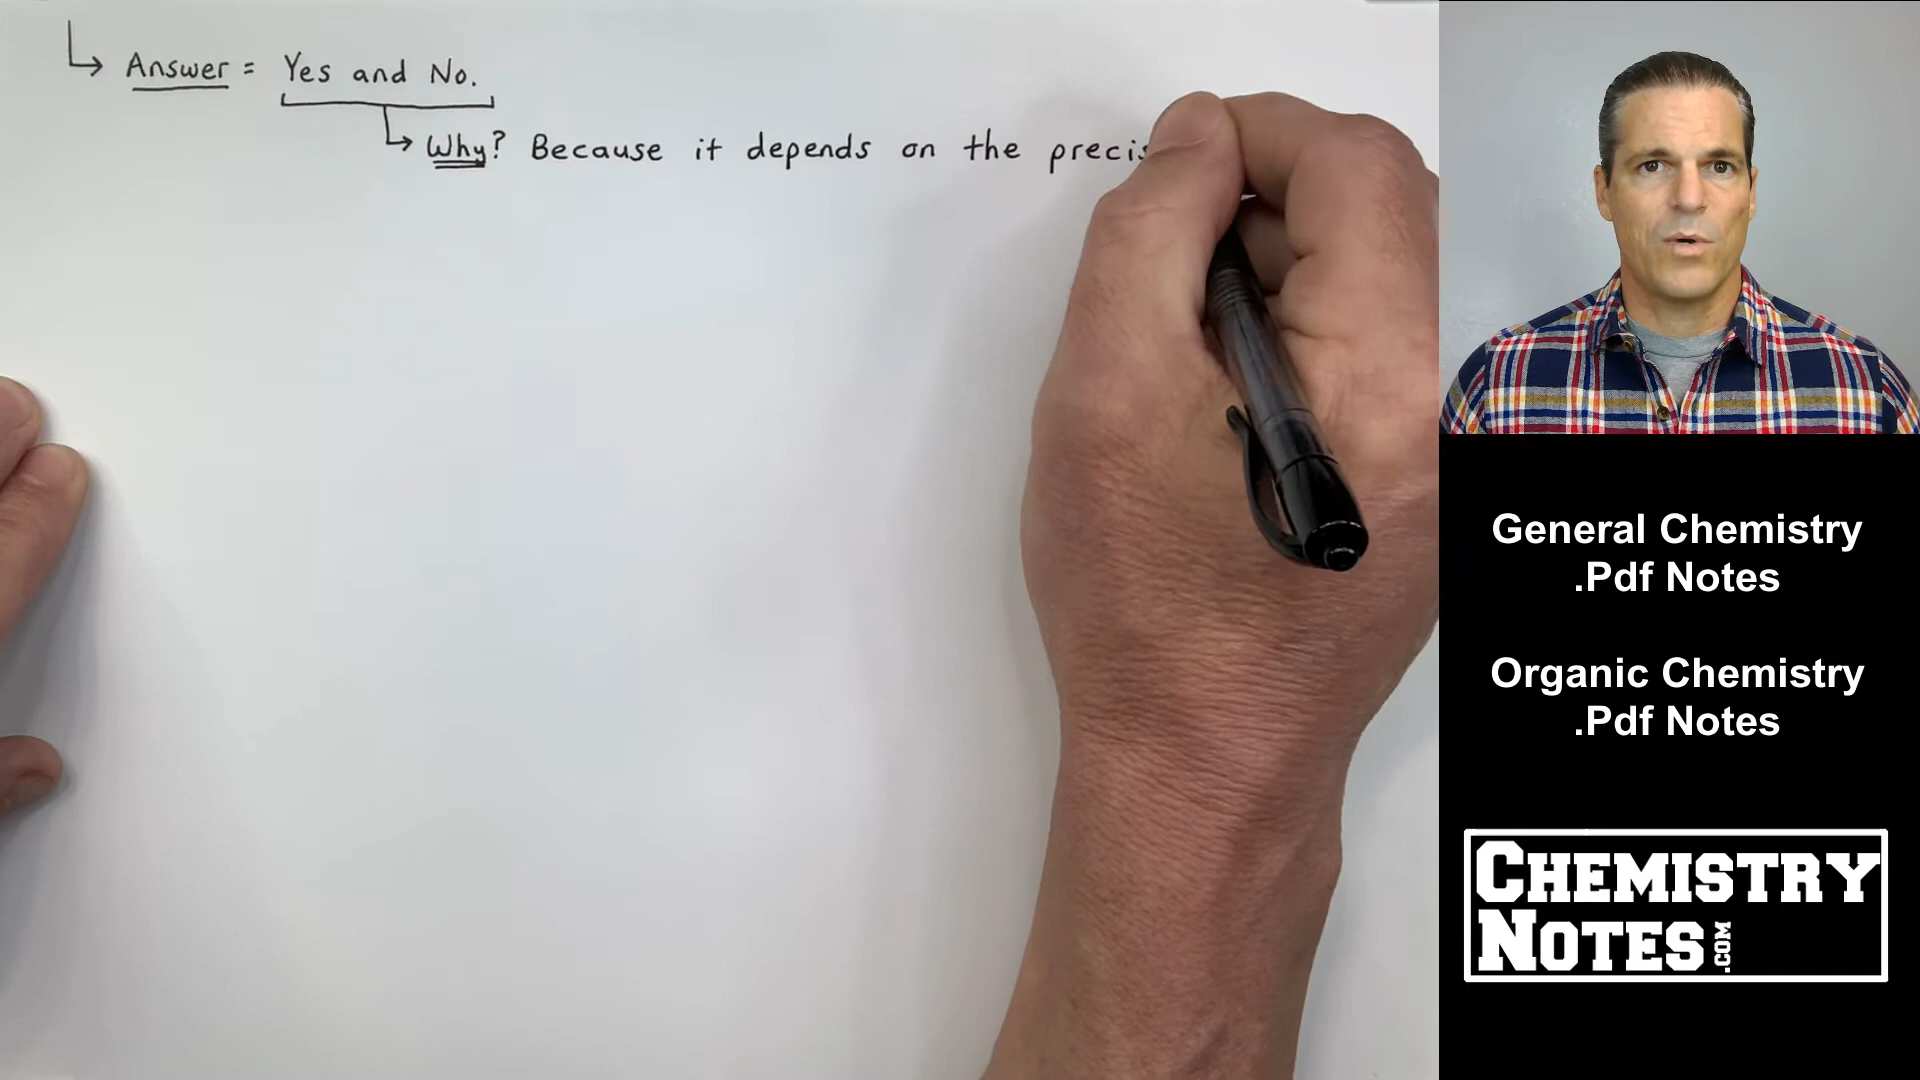 Answer = Yes and No.
Why? Because it depends on the
General Chemistry
.Pdf Notes
Organic Chemistry
.Pdf Notes
CHEMISTRY
NOTES.COM